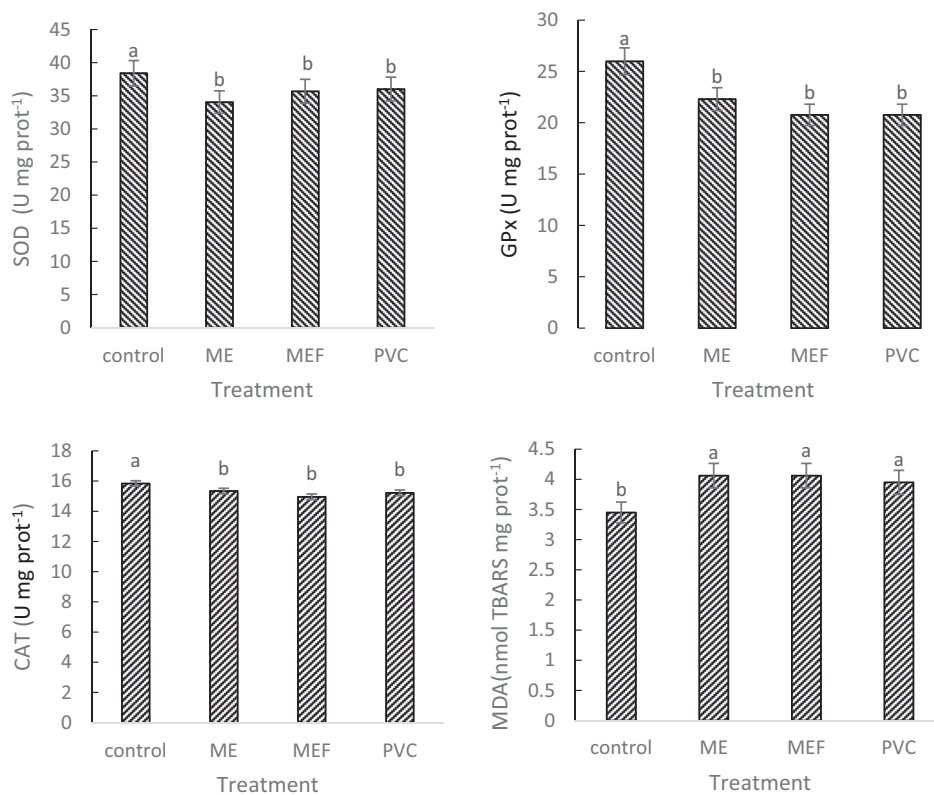 SOD (U mg prot⁻¹)
45
40
35
30
25
20
15
10
5
0
a
b
b
b
control ME MEF PVC
Treatment
GPx (U mg prot⁻¹)
30
25
20
15
10
5
0
a
b
b
b
control ME MEF PVC
Treatment
CAT (U mg prot⁻¹)
18
16
14
12
10
8
6
4
2
0
a
b
b
b
control ME MEF PVC
Treatment
MDA(nmol TBARS mg prot⁻¹)
4.5
4
3.5
3
2.5
2
1.5
1
0.5
0
b
a
a
a
control ME MEF PVC
Treatment